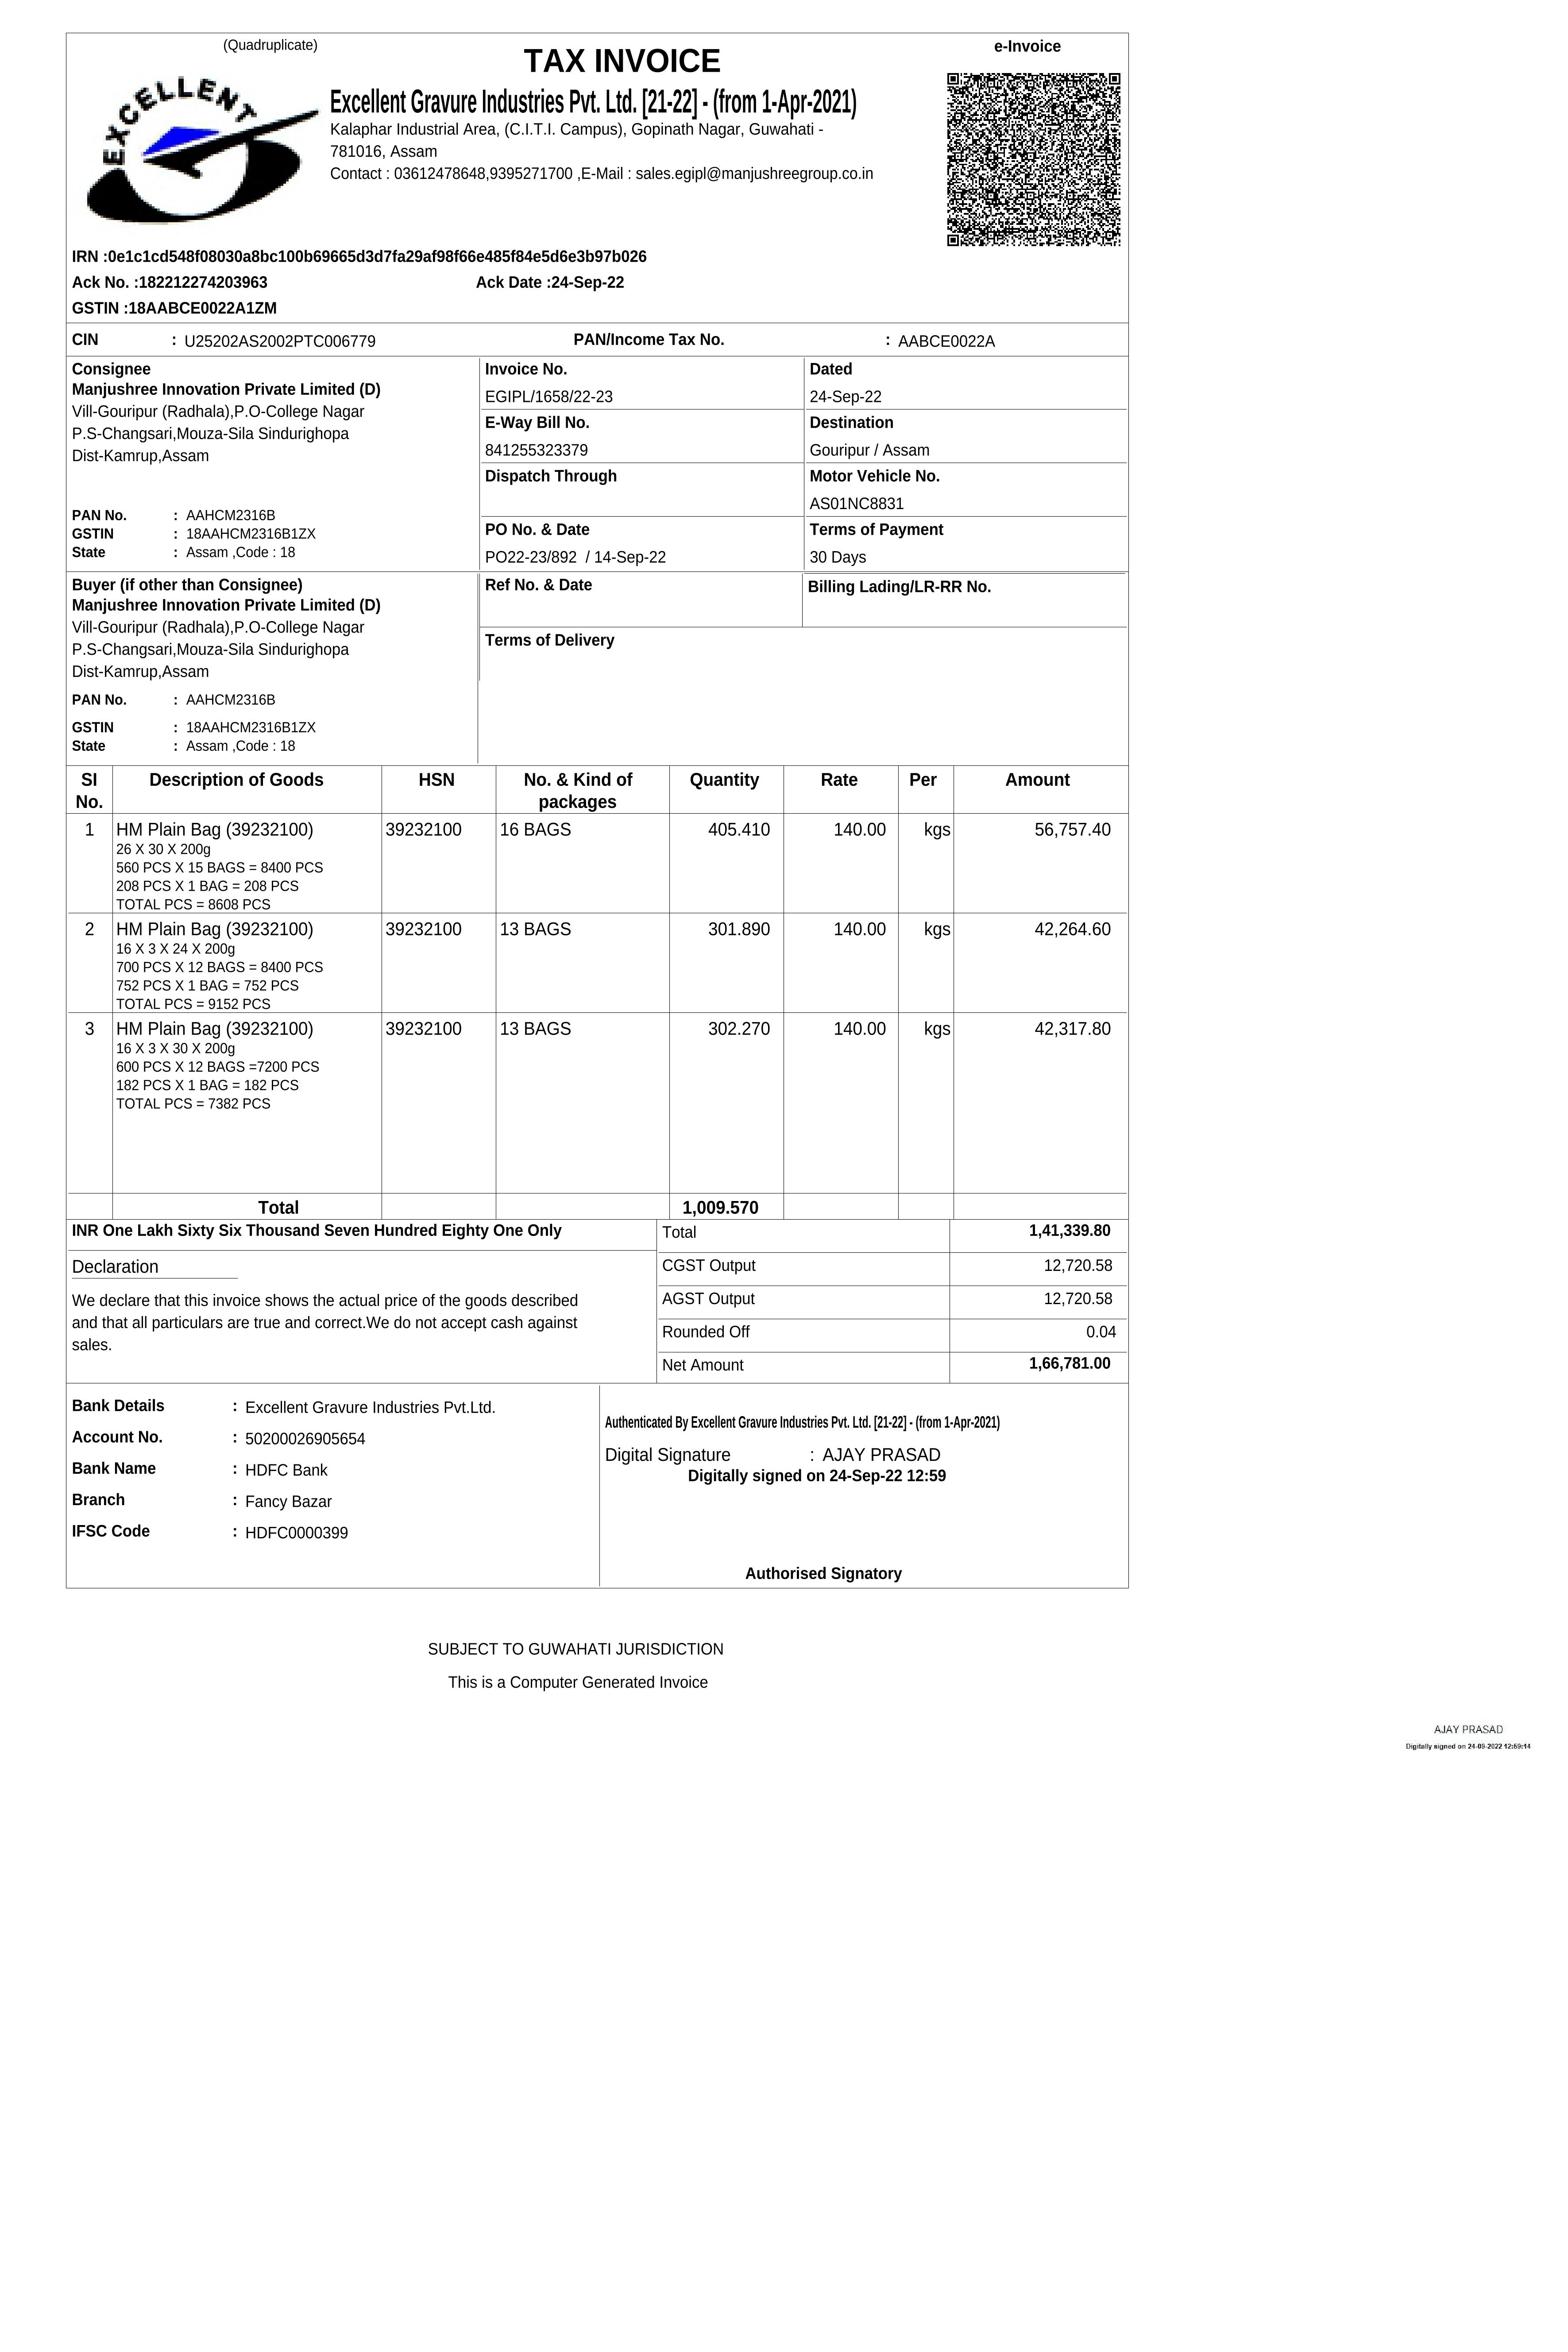 (Quadruplicate)
TAX INVOICE
e-Invoice
EXCELLENT
Excellent Gravure Industries Pvt. Ltd. [21-22] - (from 1-Apr-2021)
Kalaphar Industrial Area, (C.I.T.I. Campus), Gopinath Nagar, Guwahati -
781016, Assam
Contact : 03612478648,9395271700 ,E-Mail : sales.egipl@manjushreegroup.co.in
IRN :0e1c1cd548f08030a8bc100b69665d3d7fa29af98f66e485f84e5d6e3b97b026
Ack No. :182212274203963 Ack Date :24-Sep-22
GSTIN :18AABCE0022A1ZM
CIN : U25202AS2002PTC006779 PAN/Income Tax No. : AABCE0022A
Consignee
Manjushree Innovation Private Limited (D)
Vill-Gouripur (Radhala),P.O-College Nagar
P.S-Changsari,Mouza-Sila Sindurighopa
Dist-Kamrup,Assam
PAN No. : AAHCM2316B
GSTIN : 18AAHCM2316B1ZX
State : Assam ,Code : 18
Invoice No. Dated
EGIPL/1658/22-23 24-Sep-22
E-Way Bill No. Destination
841255323379 Gouripur / Assam
Dispatch Through Motor Vehicle No.
AS01NC8831
PO No. & Date Terms of Payment
PO22-23/892 / 14-Sep-22 30 Days
Buyer (if other than Consignee)
Manjushree Innovation Private Limited (D)
Vill-Gouripur (Radhala),P.O-College Nagar
P.S-Changsari,Mouza-Sila Sindurighopa
Dist-Kamrup,Assam
PAN No. : AAHCM2316B
GSTIN : 18AAHCM2316B1ZX
State : Assam ,Code : 18
Ref No. & Date Billing Lading/LR-RR No.
Terms of Delivery
SI Description of Goods HSN No. & Kind of Quantity Rate Per Amount
No. packages
1 HM Plain Bag (39232100) 39232100 16 BAGS 405.410 140.00 kgs 56,757.40
26 X 30 X 200g
560 PCS X 15 BAGS = 8400 PCS
208 PCS X 1 BAG = 208 PCS
TOTAL PCS = 8608 PCS
2 HM Plain Bag (39232100) 39232100 13 BAGS 301.890 140.00 kgs 42,264.60
16 X 3 X 24 X 200g
700 PCS X 12 BAGS = 8400 PCS
752 PCS X 1 BAG = 752 PCS
TOTAL PCS = 9152 PCS
3 HM Plain Bag (39232100) 39232100 13 BAGS 302.270 140.00 kgs 42,317.80
16 X 3 X 30 X 200g
600 PCS X 12 BAGS =7200 PCS
182 PCS X 1 BAG = 182 PCS
TOTAL PCS = 7382 PCS
Total 1,009.570
INR One Lakh Sixty Six Thousand Seven Hundred Eighty One Only
Declaration
We declare that this invoice shows the actual price of the goods described
and that all particulars are true and correct.We do not accept cash against
sales.
Total 1,41,339.80
CGST Output 12,720.58
AGST Output 12,720.58
Rounded Off 0.04
Net Amount 1,66,781.00
Bank Details : Excellent Gravure Industries Pvt.Ltd.
Account No. : 50200026905654
Bank Name : HDFC Bank
Branch : Fancy Bazar
IFSC Code : HDFC0000399
Authenticated By Excellent Gravure Industries Pvt. Ltd. [21-22] - (from 1-Apr-2021)
Digital Signature : AJAY PRASAD
Digitally signed on 24-Sep-22 12:59
Authorised Signatory
SUBJECT TO GUWAHATI JURISDICTION
This is a Computer Generated Invoice
AJAY PRASAD
Digitally signed on 24-09-2022 12:59:14